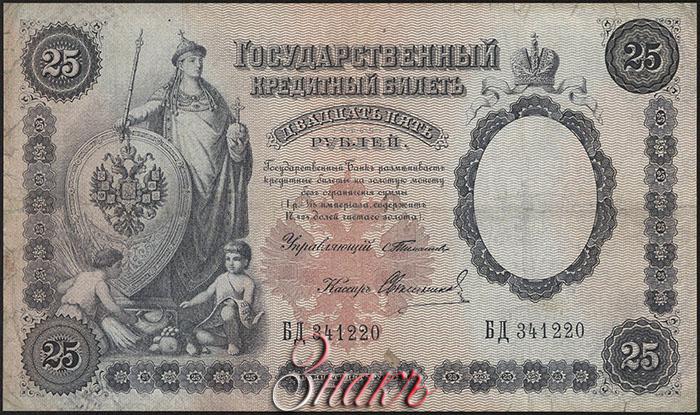 25
25
Государственный
кредитный билетъ
двадцать пять
рублей.
Государственный Банкъ размѣниваетъ
кредитные билеты на золотую монету
безъ ограниченія суммы
(1 р.= 1/15 имперіала, содержитъ
17,424 долей чистаго золота).
Управляющій
Кассиръ
БД 341220
БД 341220
25
25
Знакъ